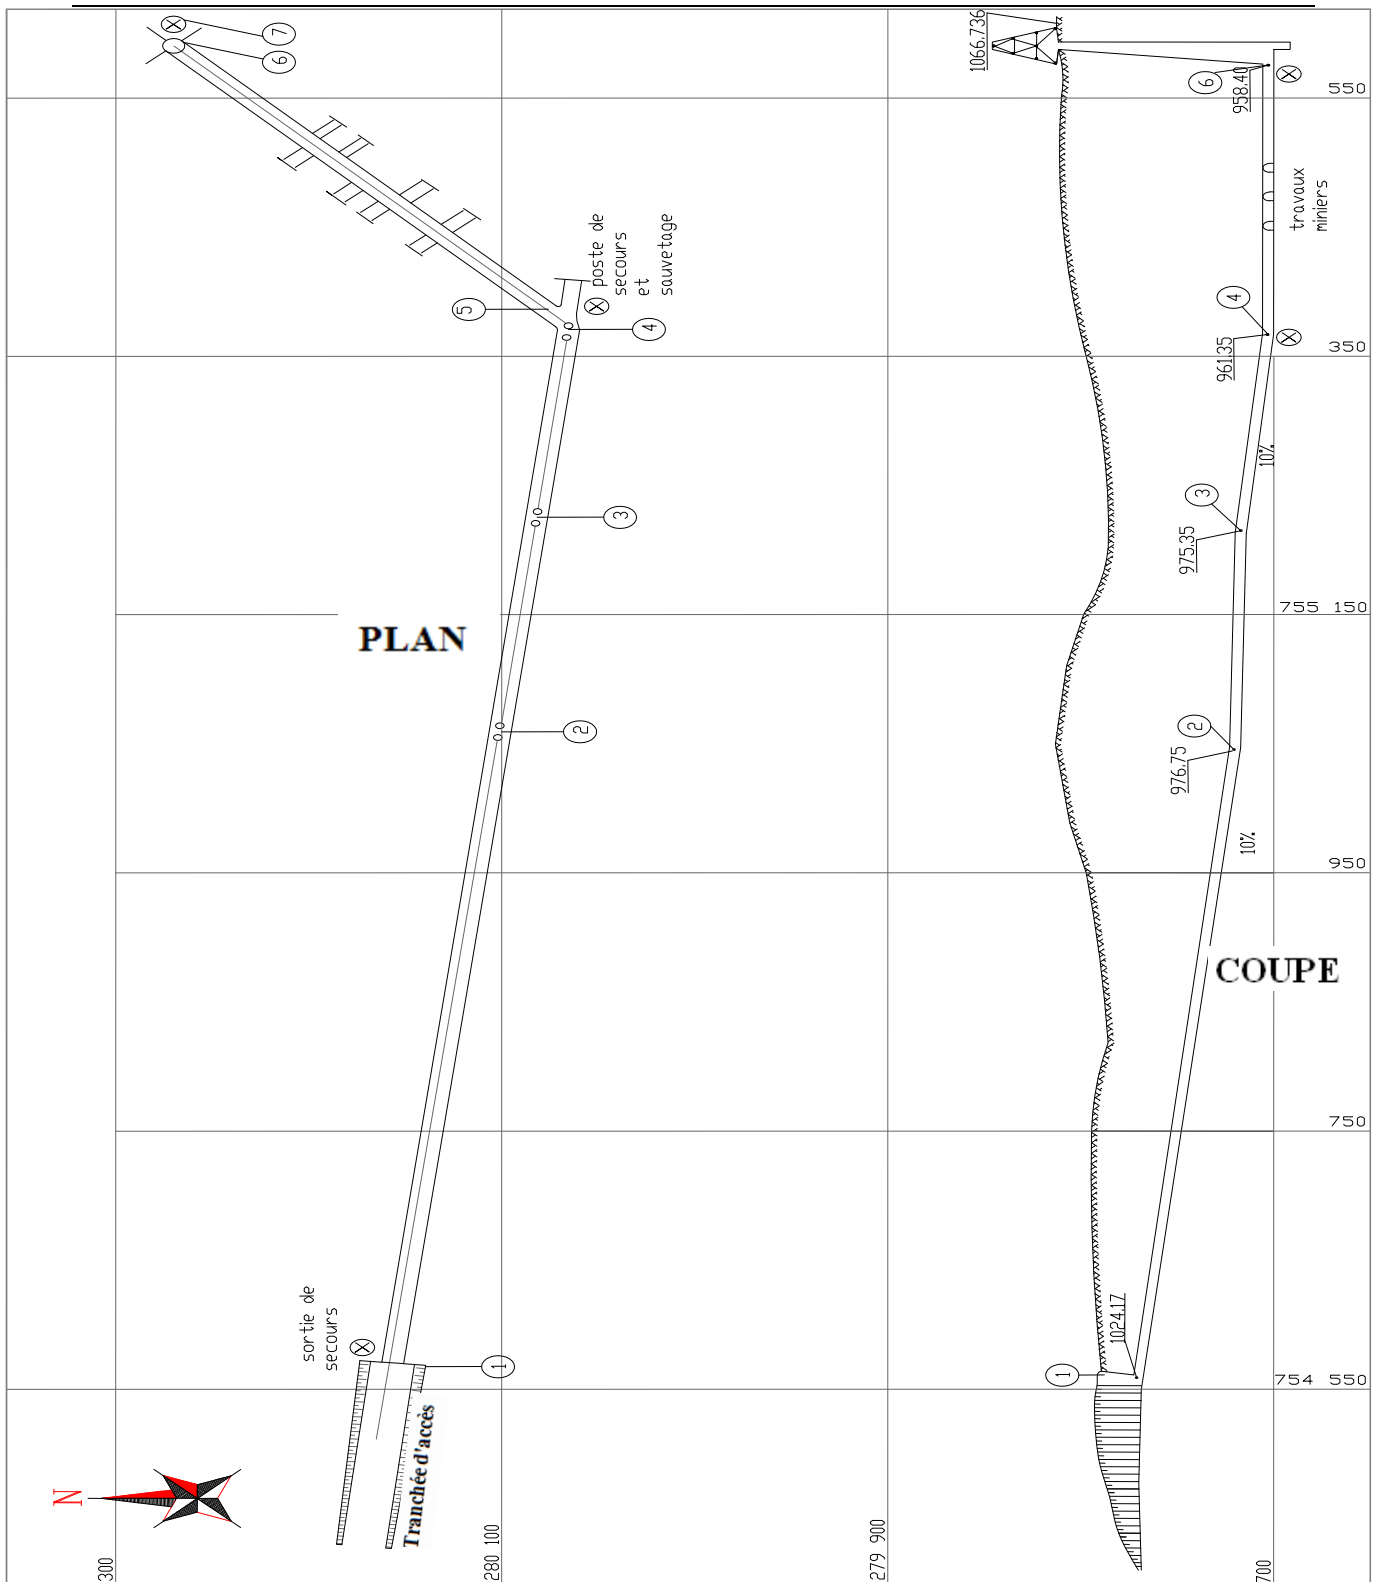 1066.736
7
6
6
958.40
550
travaux
miniers
poste de
secours
et
sauvetage
5
4
4
961.35
350
10%
3
3
975.35
755 150
PLAN
2
2
976.75
10%
950
COUPE
750
sortie de
secours
1
1024.17
1
754 550
Tranchée d'accès
N
300
280 100
279 900
700